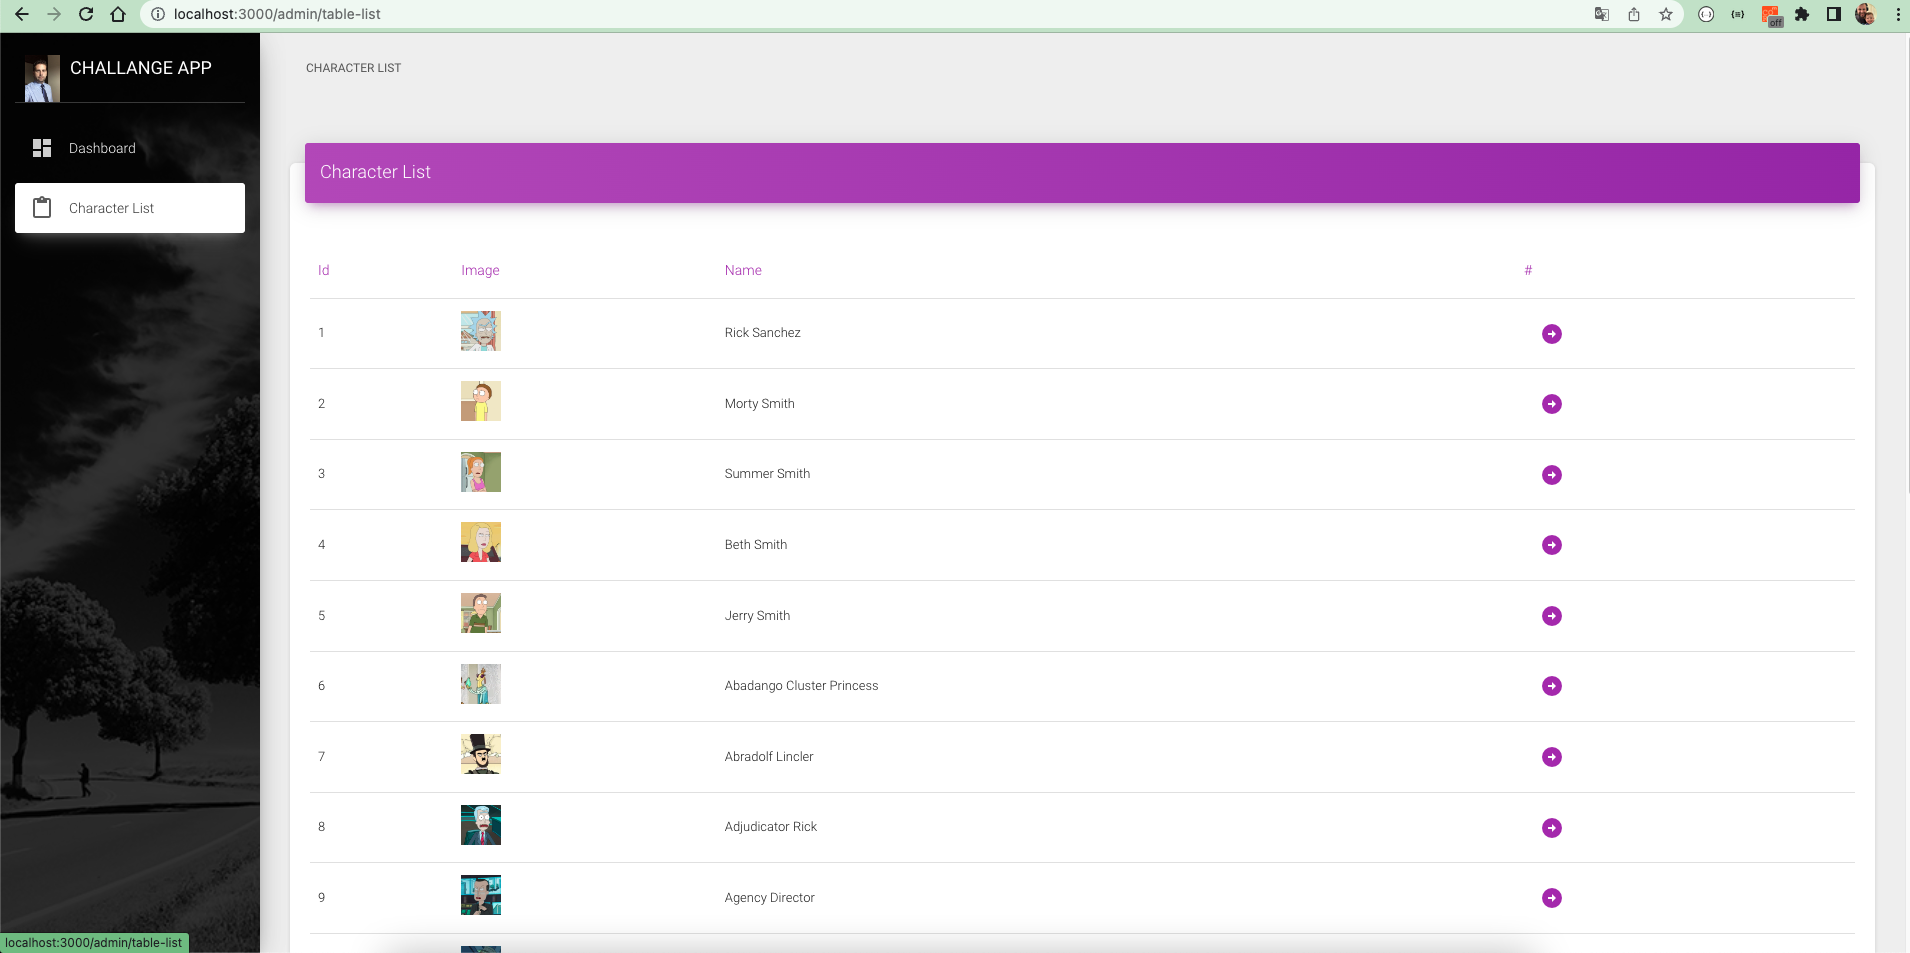 localhost:3000/admin/table-list
off
CHALLANGE APP
Dashboard
Character List
CHARACTER LIST
Character List
Id Image Name #
1 Rick Sanchez
2 Morty Smith
3 Summer Smith
4 Beth Smith
5 Jerry Smith
6 Abadango Cluster Princess
7 Abradolf Lincler
8 Adjudicator Rick
9 Agency Director
localhost:3000/admin/table-list